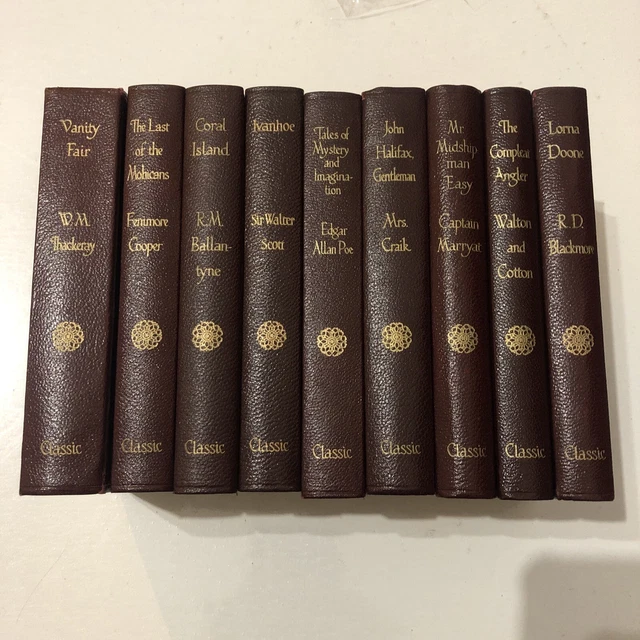 Vanity
Fair
W.M.
Thackeray
Classic
The Last
of the
Mohicans
Fenimore
Cooper
Classic
Coral
Island
R.M.
Ballan-
tyne
Classic
Ivanhoe
Sir Walter
Scott
Classic
Tales of
Mystery
and
Imagina-
tion
Edgar
Allan Poe
Classic
John
Halifax,
Gentleman
Mrs.
Craik
Classic
Mr.
Midship-
man
Easy
Captain
Marryat
Classic
The
Compleat
Angler
Walton
and
Cotton
Classic
Lorna
Doone
R.D.
Blackmore
Classic